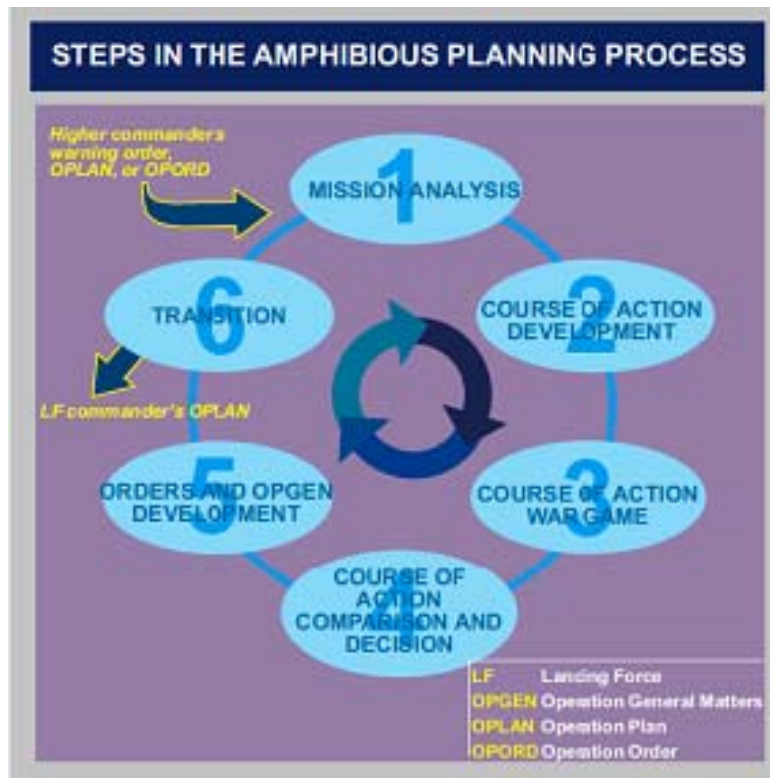 STEPS IN THE AMPHIBIOUS PLANNING PROCESS
Higher commanders
warning order,
OPLAN, or OPORD
1
MISSION ANALYSIS
2
COURSE OF ACTION
DEVELOPMENT
3
COURSE OF ACTION
WAR GAME
4
COURSE OF
ACTION
COMPARISON AND
DECISION
5
ORDERS AND OPGEN
DEVELOPMENT
6
TRANSITION
LF commander's OPLAN
LF Landing Force
OPGEN Operation General Matters
OPLAN Operation Plan
OPORD Operation Order